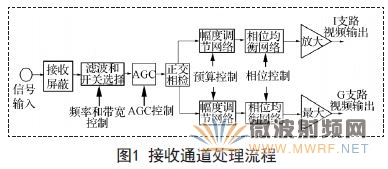 I支路
视频输出
幅度调
节网络
相位均
衡网络
放大
接收
屏蔽
滤波和
开关选择
AGC
正交
相检
预算控制
相位控制
信号
输入
频率和带宽
控制
AGC控制
幅度调
节网络
相位均
衡网络
最大
G支路
视频输出
微波射频网
WWW.MWRF.NET
图1 接收通道处理流程